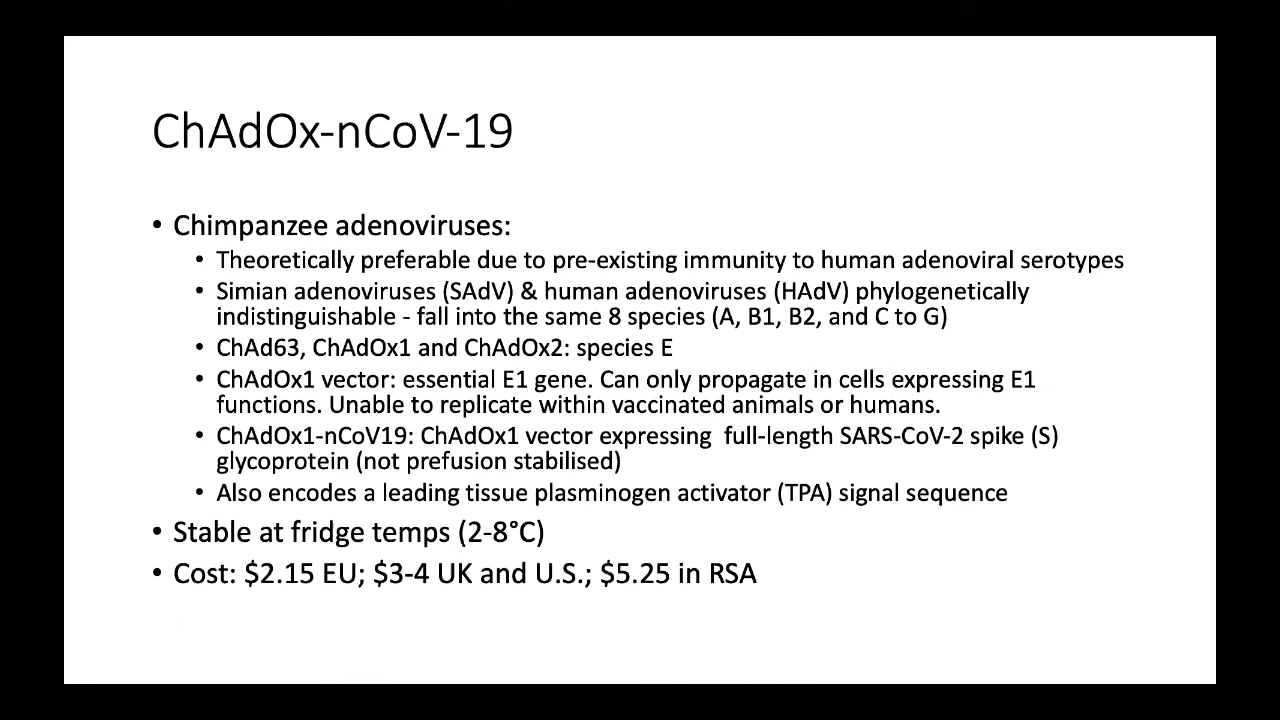 ChAdOx-nCoV-19
• Chimpanzee adenoviruses:
• Theoretically preferable due to pre-existing immunity to human adenoviral serotypes
• Simian adenoviruses (SAdV) & human adenoviruses (HAdV) phylogenetically
indistinguishable - fall into the same 8 species (A, B1, B2, and C to G)
• ChAd63, ChAdOx1 and ChAdOx2: species E
• ChAdOx1 vector: essential E1 gene. Can only propagate in cells expressing E1
functions. Unable to replicate within vaccinated animals or humans.
• ChAdOx1-nCoV19: ChAdOx1 vector expressing  full-length SARS-CoV-2 spike (S)
glycoprotein (not prefusion stabilised)
• Also encodes a leading tissue plasminogen activator (TPA) signal sequence
• Stable at fridge temps (2-8°C)
• Cost: $2.15 EU; $3-4 UK and U.S.; $5.25 in RSA